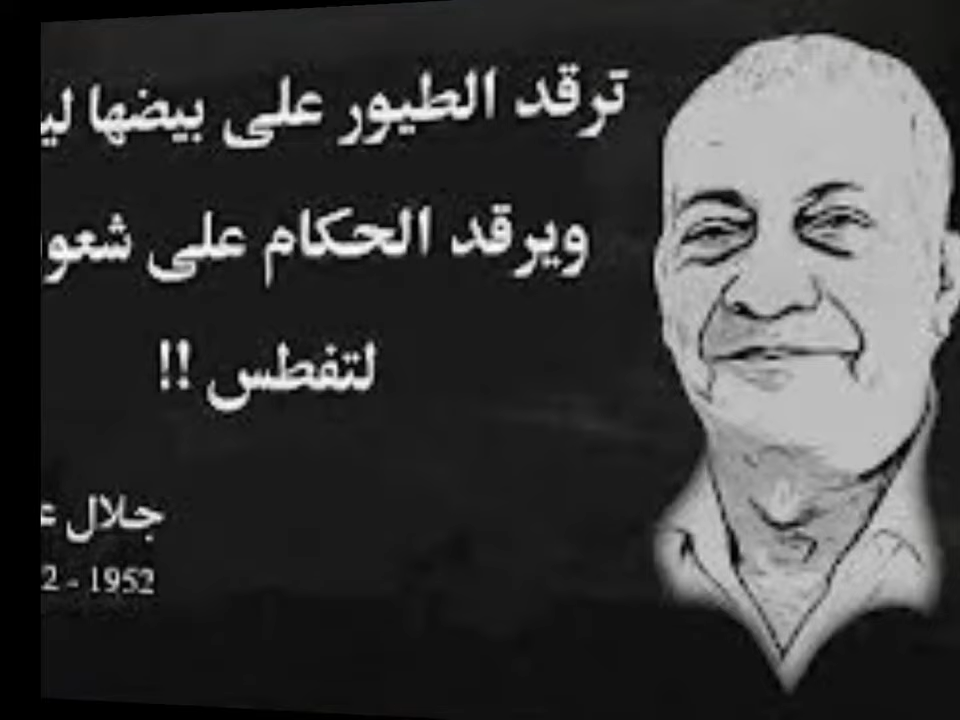 ترقد الطيور على بيضها
ويرقد الحكام على
لتفطس !!
جلال
1952 -